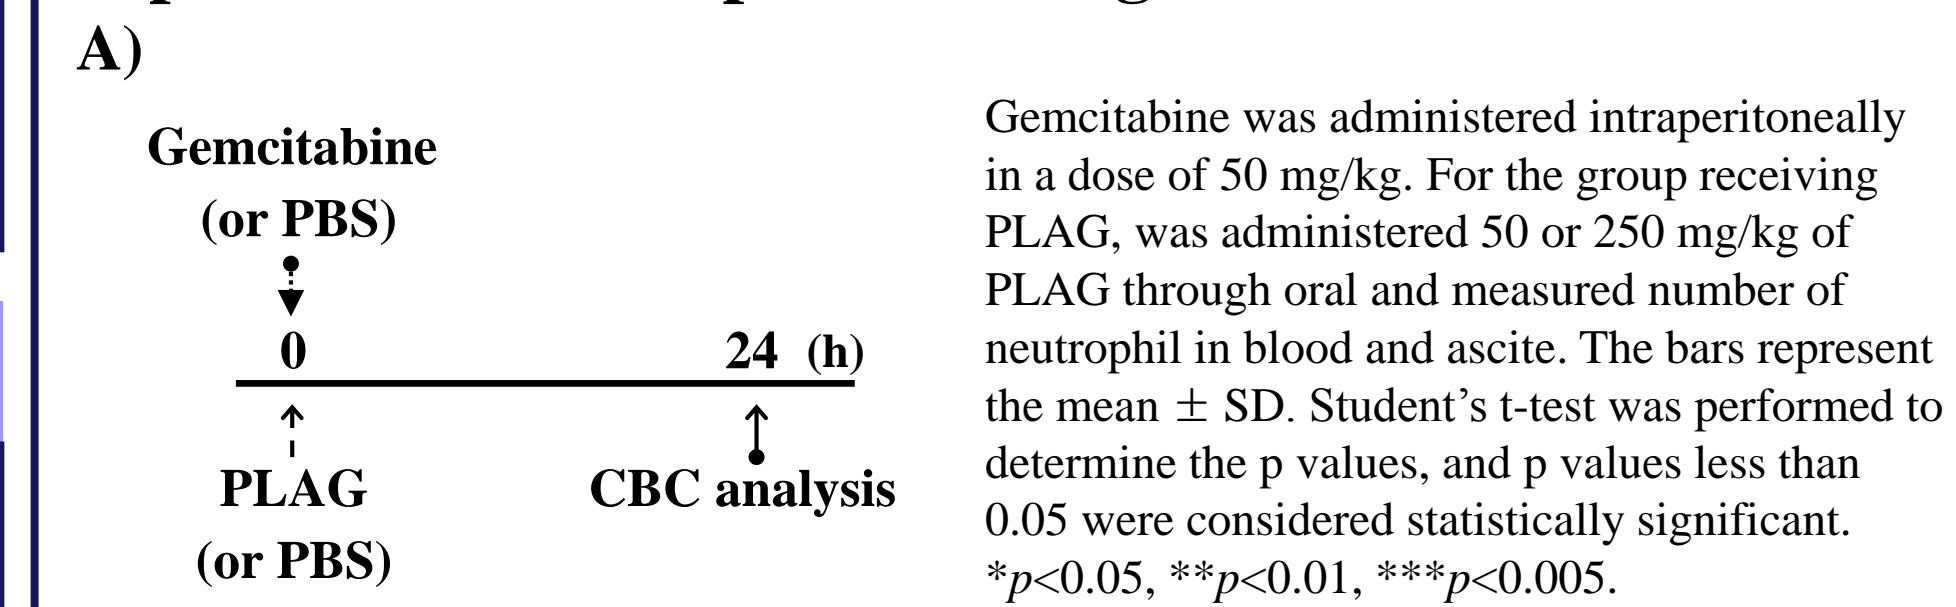 A)
Gemcitabine
(or PBS)
0
24 (h)
PLAG
(or PBS)
CBC analysis
Gemcitabine was administered intraperitoneally
in a dose of 50 mg/kg. For the group receiving
PLAG, was administered 50 or 250 mg/kg of
PLAG through oral and measured number of
neutrophil in blood and ascite. The bars represent
the mean ± SD. Student’s t-test was performed to
determine the p values, and p values less than
0.05 were considered statistically significant.
*p<0.05, **p<0.01, ***p<0.005.